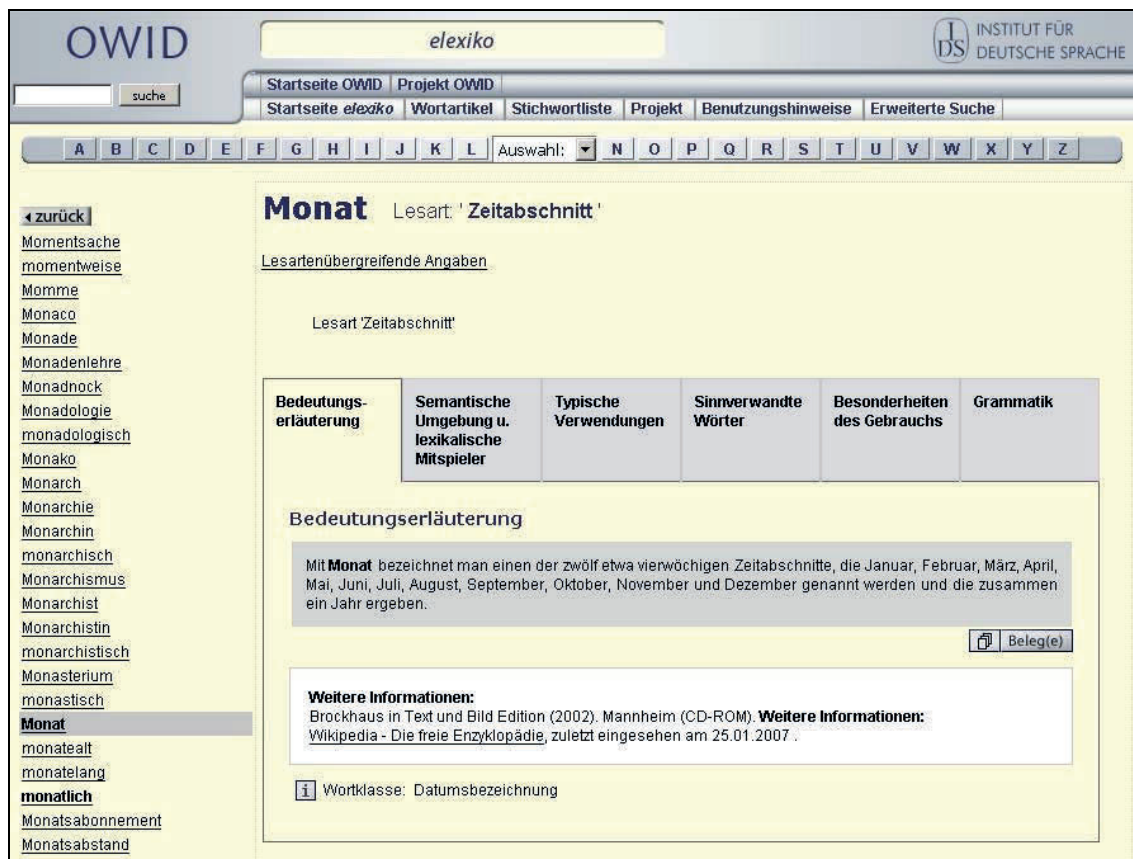 OWID
elexiko
IDS INSTITUT FÜR
DEUTSCHE SPRACHE
suche
Startseite OWID Projekt OWID
Startseite elexiko Wortartikel Stichwortliste Projekt Benutzungshinweise Erweiterte Suche
A B C D E F G H I J K L Auswahl: N O P Q R S T U V W X Y Z
zurück
Momentsache
momentweise
Momme
Monaco
Monade
Monadenlehre
Monadnock
Monadologie
monadologisch
Monako
Monarch
Monarchie
Monarchin
monarchisch
Monarchismus
Monarchist
Monarchistin
monarchistisch
Monasterium
monastisch
Monat
monatealt
monatelang
monatlich
Monatsabonnement
Monatsabstand
Monat Lesart: 'Zeitabschnitt'
Lesartenübergreifende Angaben
Lesart 'Zeitabschnitt'
Bedeutungs-
erläuterung
Semantische
Umgebung u.
lexikalische
Mitspieler
Typische
Verwendungen
Sinnverwandte
Wörter
Besonderheiten
des Gebrauchs
Grammatik
Bedeutungserläuterung
Mit Monat bezeichnet man einen der zwölf etwa vierwöchigen Zeitabschnitte, die Januar, Februar, März, April,
Mai, Juni, Juli, August, September, Oktober, November und Dezember genannt werden und die zusammen
ein Jahr ergeben.
Beleg(e)
Weitere Informationen:
Brockhaus in Text und Bild Edition (2002). Mannheim (CD-ROM). Weitere Informationen:
Wikipedia - Die freie Enzyklopädie, zuletzt eingesehen am 25.01.2007 .
i Wortklasse: Datumsbezeichnung